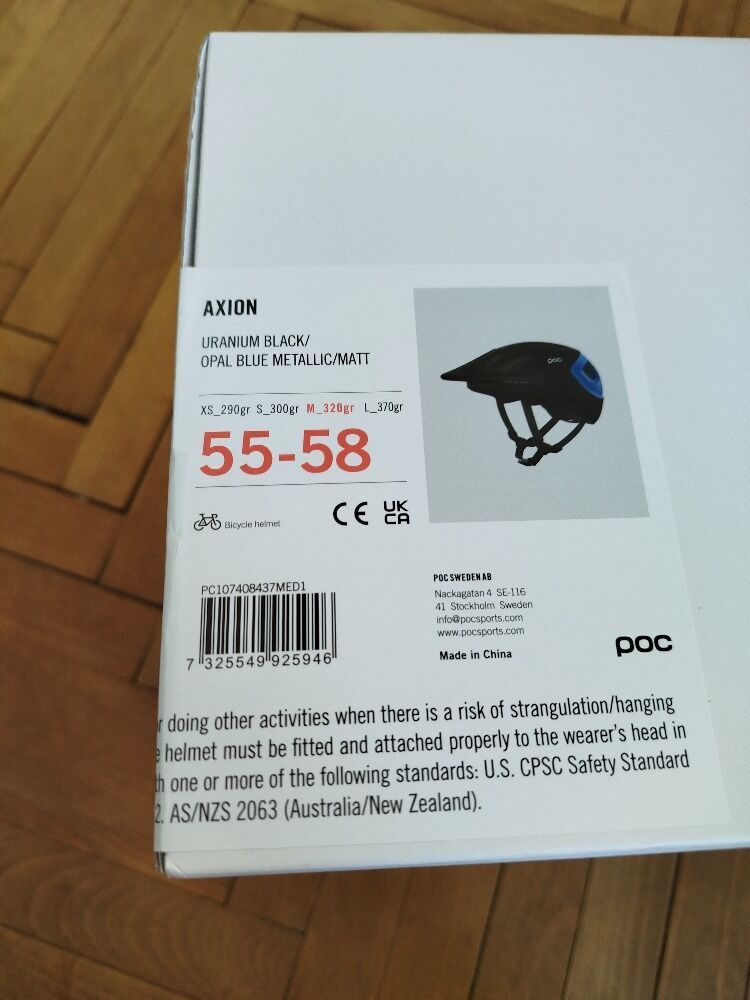 AXION
URANIUM BLACK/
OPAL BLUE METALLIC/MATT
XS_290gr S_300gr M_320gr L_370gr
55-58
Bicycle helmet
CE
UK
CA
poc
PC107408437MED1
7 325549 925946
POC SWEDEN AB
Nackagatan 4 SE-116
41 Stockholm Sweden
info@pocsports.com
www.pocsports.com
Made in China
poc
doing other activities when there is a risk of strangulation/hanging
helmet must be fitted and attached properly to the wearer's head in
one or more of the following standards: U.S. CPSC Safety Standard
2. AS/NZS 2063 (Australia/New Zealand).